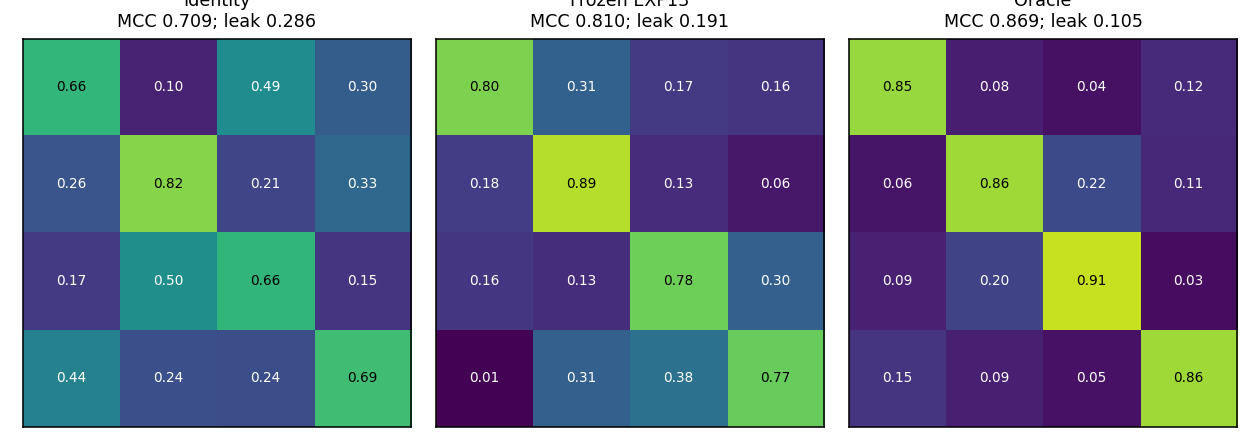 Identity
MCC 0.709; leak 0.286
0.66 0.10 0.49 0.30
0.26 0.82 0.21 0.33
0.17 0.50 0.66 0.15
0.44 0.24 0.24 0.69
Frozen EXP13
MCC 0.810; leak 0.191
0.80 0.31 0.17 0.16
0.18 0.89 0.13 0.06
0.16 0.13 0.78 0.30
0.01 0.31 0.38 0.77
Oracle
MCC 0.869; leak 0.105
0.85 0.08 0.04 0.12
0.06 0.86 0.22 0.11
0.09 0.20 0.91 0.03
0.15 0.09 0.05 0.86